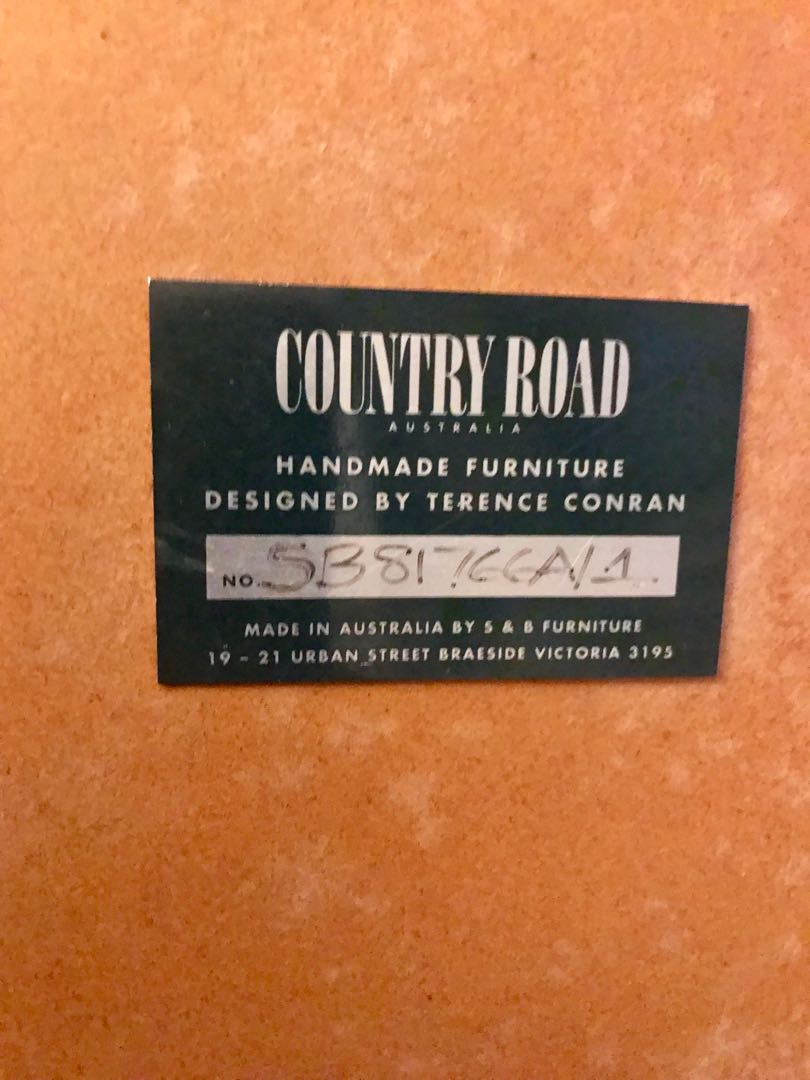 COUNTRY ROAD
AUSTRALIA
HANDMADE FURNITURE
DESIGNED BY TERENCE CONRAN
NO. SB81766A/1
MADE IN AUSTRALIA BY S & B FURNITURE
19 - 21 URBAN STREET BRAESIDE VICTORIA 3195